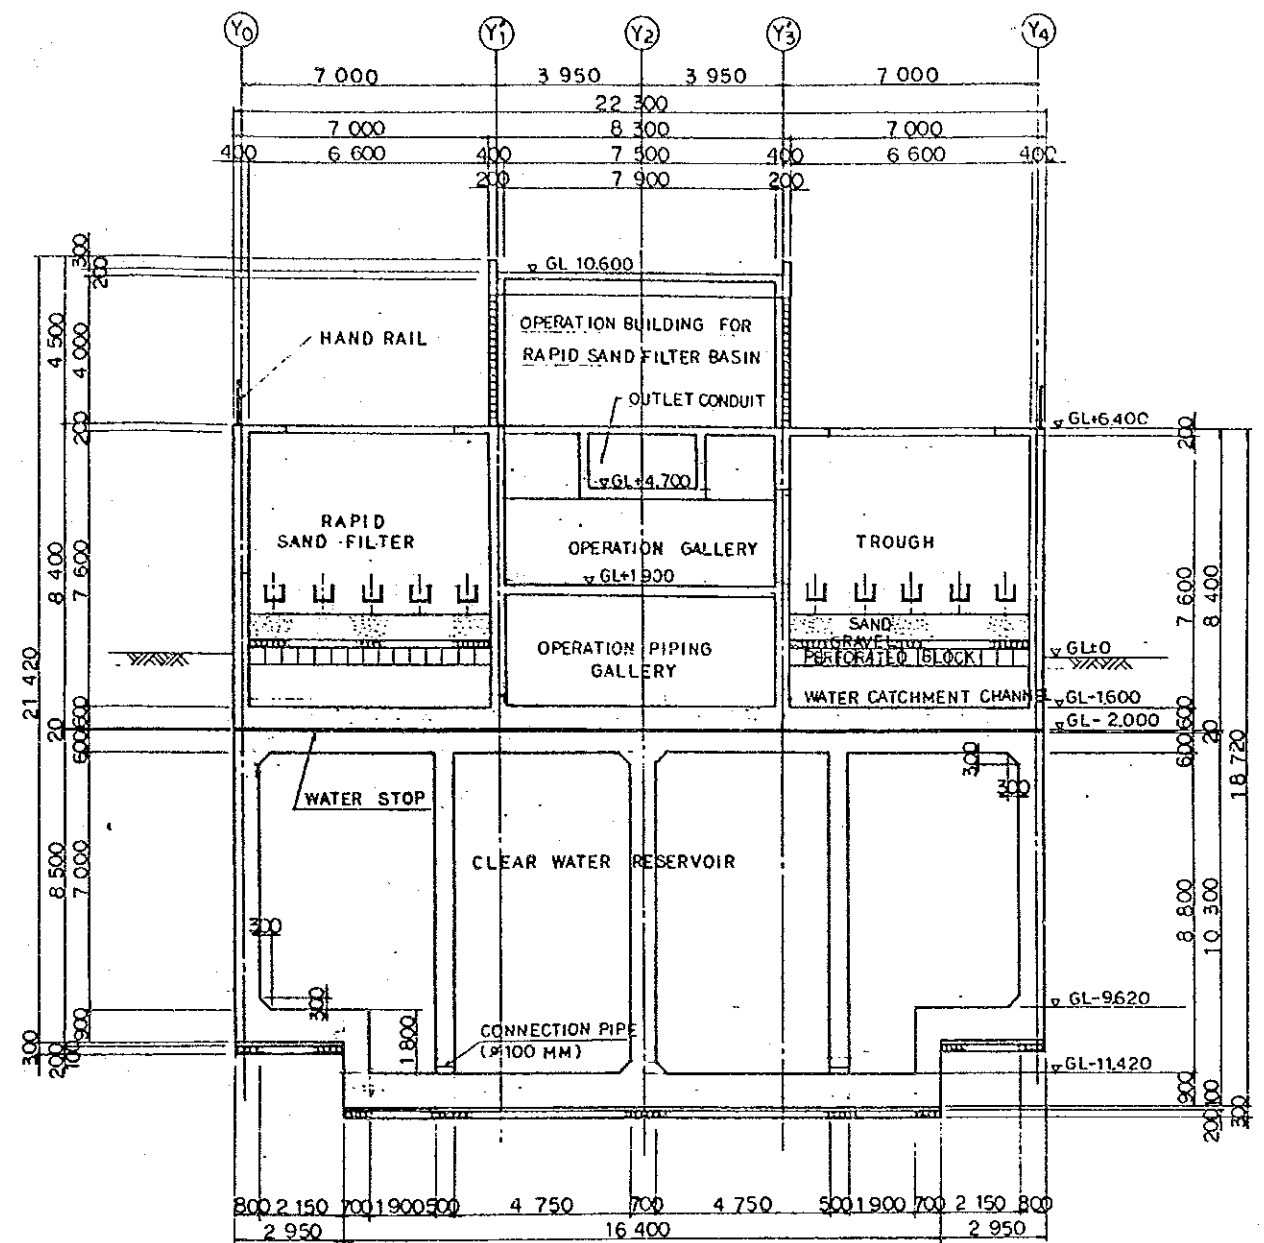 Y0 Y1' Y2 Y3' Y4
7 000 3 950 3 950 7 000
22 300
7 000 8 300 7 000
400 6 600 400 7 500 400 6 600 400
200 7 900 200
300
200
GL 10.600
4 500
4 000
HAND RAIL
OPERATION BUILDING FOR
RAPID SAND FILTER BASIN
OUTLET CONDUIT
200
GL+6.400
200
GL+4.700
RAPID
SAND FILTER
OPERATION GALLERY
TROUGH
GL+1.900
8 400
7 600
7 600
8 400
SAND
GRAVEL
PERFORATED BLOCK
GL±0
OPERATION PIPING
GALLERY
WATER CATCHMENT CHANNEL
GL-1.600
GL-2.000
21 420
600
20
600
600
20
600
18 720
300
300
WATER STOP
CLEAR WATER RESERVOIR
8 500
7 000
8 800
10 300
300
300
GL-9.620
900
1 800
CONNECTION PIPE
(ø100 MM)
300
200
100
GL-11.420
900
100
200
300
800 2 150 700 1 900 500 4 750 700 4 750 500 1 900 700 2 150 800
2 950 16 400 2 950